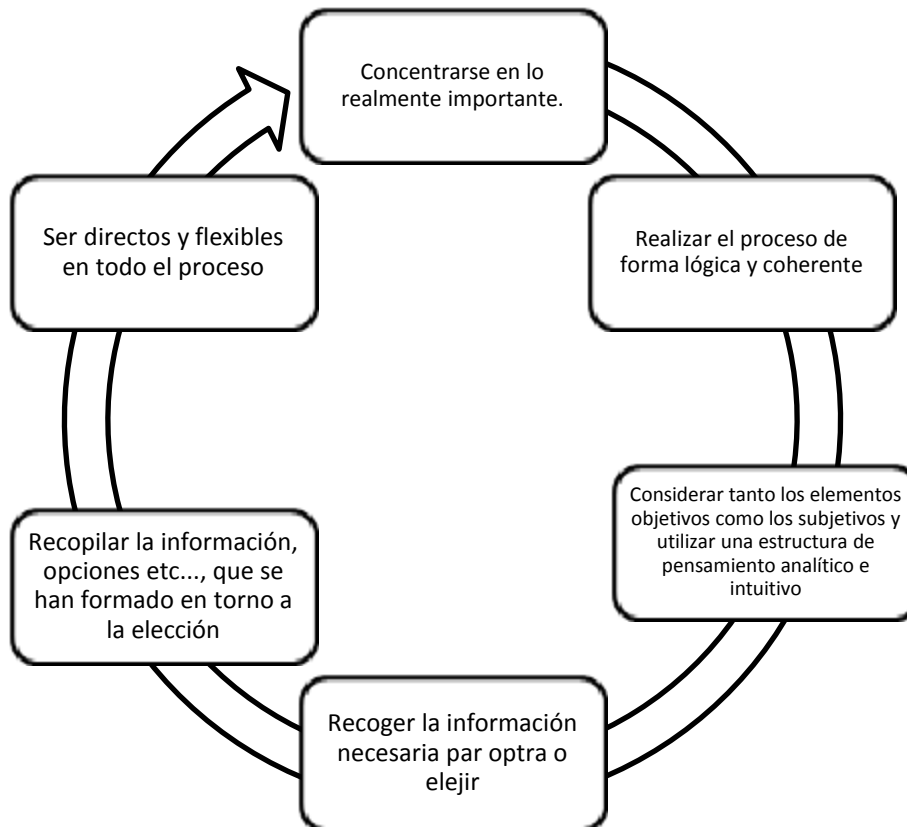 Concentrarse en lo
realmente importante.
Realizar el proceso de
forma lógica y coherente
Considerar tanto los elementos
objetivos como los subjetivos y
utilizar una estructura de
pensamiento analítico e
intuitivo
Recoger la información
necesaria par optra o
elejir
Recopilar la información,
opciones etc..., que se
han formado en torno a
la elección
Ser directos y flexibles
en todo el proceso